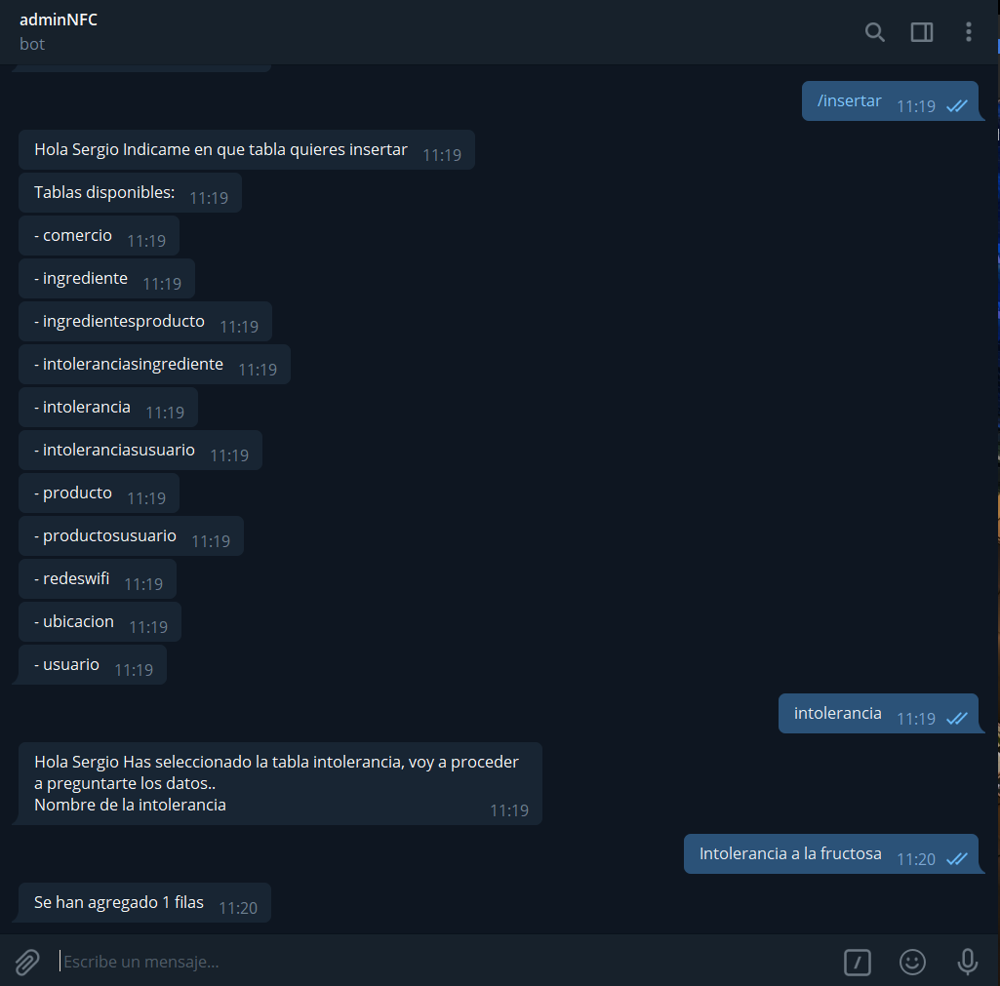 adminNFC
bot
/insertar 11:19
Hola Sergio Indicame en que tabla quieres insertar 11:19
Tablas disponibles: 11:19
- comercio 11:19
- ingrediente 11:19
- ingredientesproducto 11:19
- intoleranciasingrediente 11:19
- intolerancia 11:19
- intoleranciasusuario 11:19
- producto 11:19
- productosusuario 11:19
- redeswifi 11:19
- ubicacion 11:19
- usuario 11:19
intolerancia 11:19
Hola Sergio Has seleccionado la tabla intolerancia, voy a proceder
a preguntarte los datos..
Nombre de la intolerancia 11:19
Intolerancia a la fructosa 11:20
Se han agregado 1 filas 11:20
Escribe un mensaje...